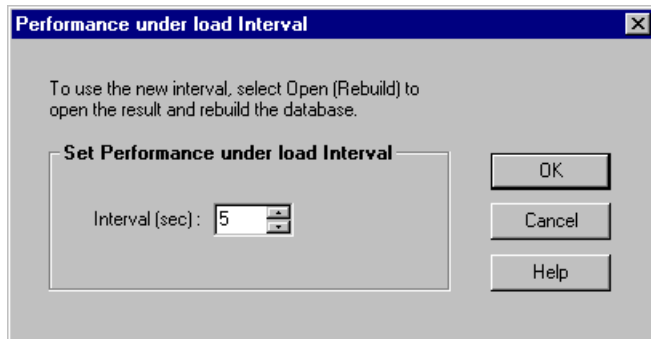 Performance under load Interval
To use the new interval, select Open (Rebuild) to
open the result and rebuild the database.
Set Performance under load Interval
Interval (sec) : 5
OK
Cancel
Help